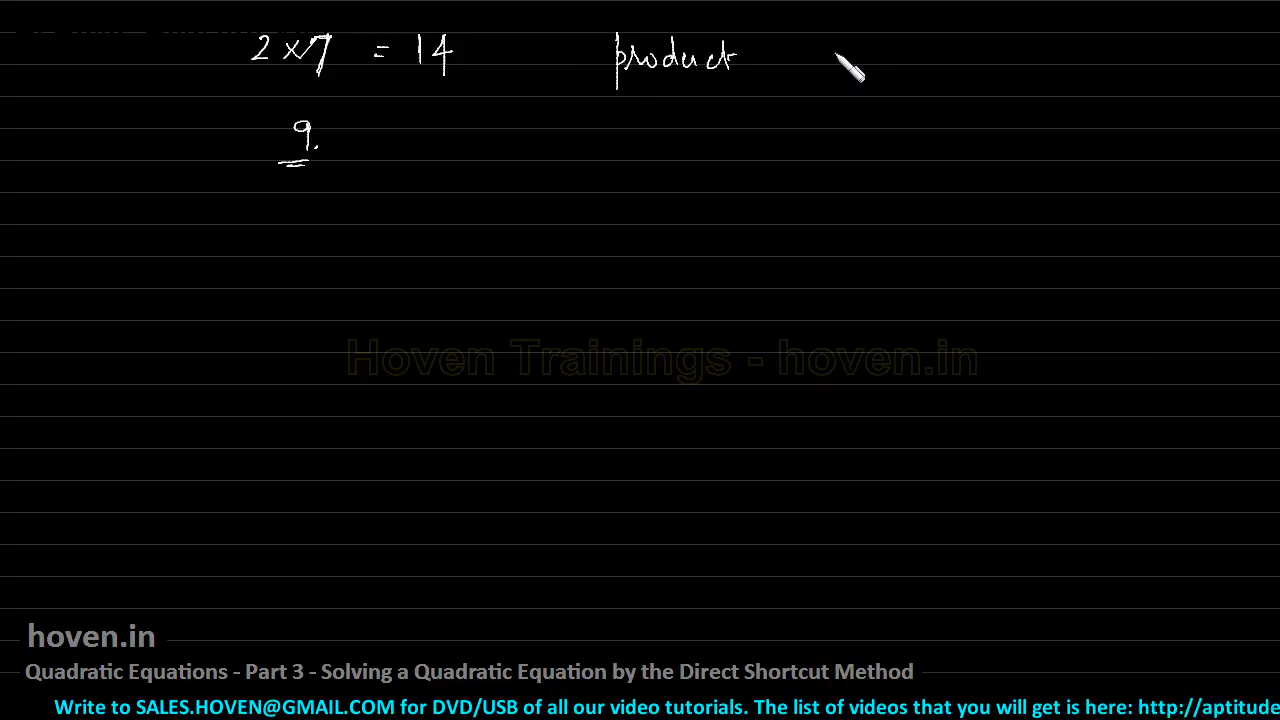 2 × 7 = 14 product
9.
Hoven Trainings - hoven.in
hoven.in
Quadratic Equations - Part 3 - Solving a Quadratic Equation by the Direct Shortcut Method
Write to SALES.HOVEN@GMAIL.COM for DVD/USB of all our video tutorials. The list of videos that you will get is here: http://aptitude